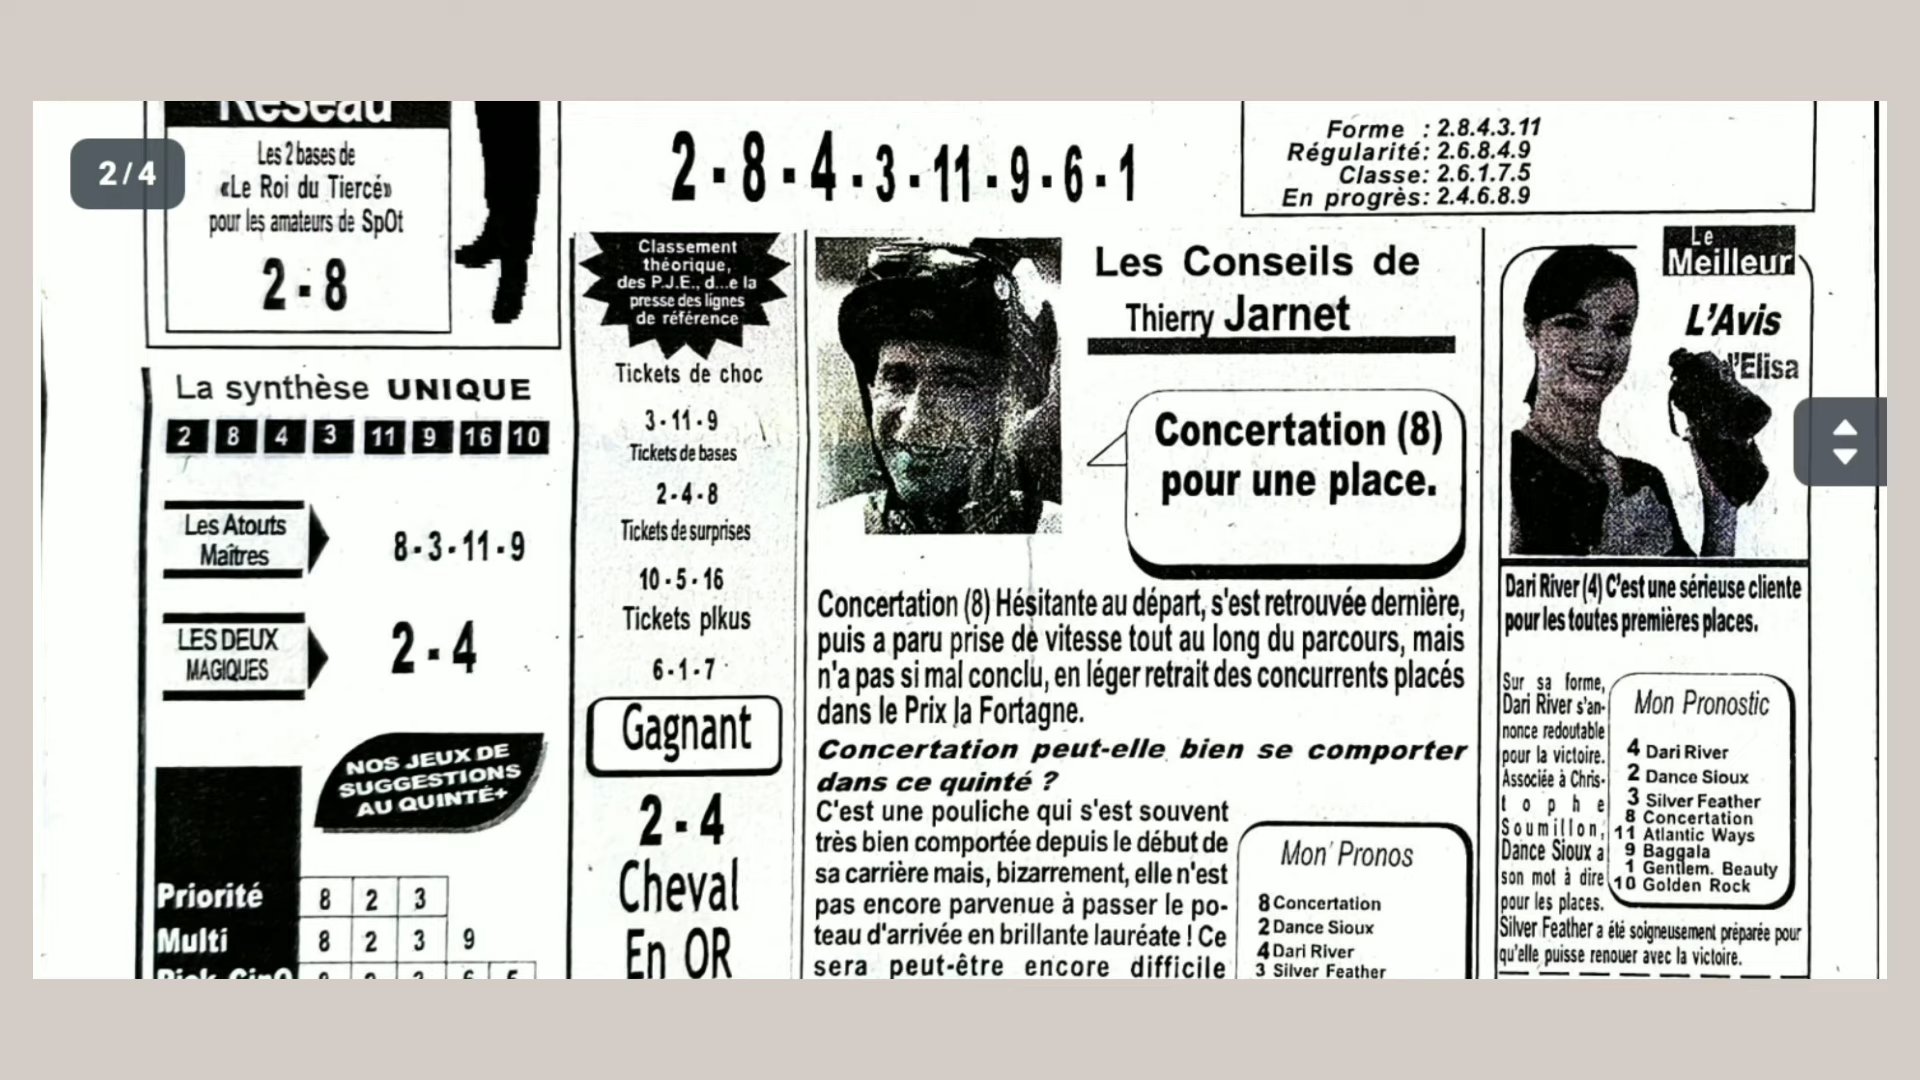 Réseau
Les 2 bases de
«Le Roi du Tiercé»
pour les amateurs de SpOt
2 - 8
2/4
2 - 8 - 4 - 3 - 11 - 9 - 6 - 1
Forme : 2.8.4.3.11
Régularité: 2.6.8.4.9
Classe: 2.6.1.7.5
En progrès: 2.4.6.8.9
La synthèse UNIQUE
2 8 4 3 11 9 16 10
Les Atouts
Maîtres
8 - 3 - 11 - 9
LES DEUX
MAGIQUES
2 - 4
NOS JEUX DE
SUGGESTIONS
AU QUINTÉ+
Priorité 8 2 3
Multi 8 2 3 9
Classement
théorique,
des P.J.E., d...e la
presse des lignes
de référence
Tickets de choc
3 - 11 - 9
Tickets de bases
2 - 4 - 8
Tickets de surprises
10 - 5 - 16
Tickets plkus
6 - 1 - 7
Gagnant
2 - 4
Cheval
En OR
Les Conseils de
Thierry Jarnet
Concertation (8)
pour une place.
Concertation (8) Hésitante au départ, s'est retrouvée dernière,
puis a paru prise de vitesse tout au long du parcours, mais
n'a pas si mal conclu, en léger retrait des concurrents placés
dans le Prix la Fortagne.
Concertation peut-elle bien se comporter
dans ce quinté ?
C'est une pouliche qui s'est souvent
très bien comportée depuis le début de
sa carrière mais, bizarrement, elle n'est
pas encore parvenue à passer le po-
teau d'arrivée en brillante lauréate ! Ce
sera peut-être encore difficile
Mon' Pronos
8 Concertation
2 Dance Sioux
4 Dari River
3 Silver Feather
Le
Meilleur
L'Avis
d'Elisa
Dari River (4) C'est une sérieuse cliente
pour les toutes premières places.
Sur sa forme,
Dari River s'an-
nonce redoutable
pour la victoire.
Associée à Chris-
tophe
Soumillon,
Dance Sioux a
son mot à dire
pour les places.
Silver Feather a été soigneusement préparée pour
qu'elle puisse renouer avec la victoire.
Mon Pronostic
4 Dari River
2 Dance Sioux
3 Silver Feather
8 Concertation
11 Atlantic Ways
9 Baggala
1 Gentlem. Beauty
10 Golden Rock